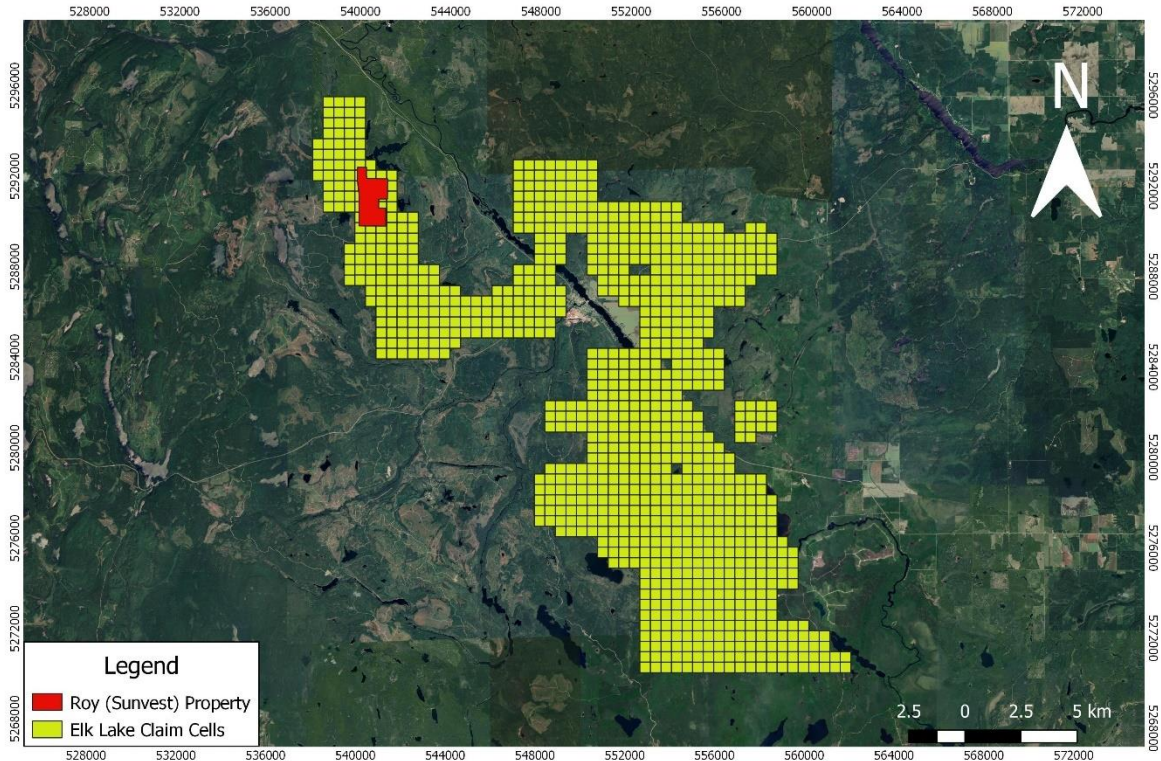 528000 532000 536000 540000 544000 548000 552000 556000 560000 564000 568000 572000
5296000 5296000
5292000 5292000
N
5288000 5288000
5284000 5284000
5280000 5280000
5276000 5276000
5272000 5272000
Legend
Roy (Sunvest) Property
Elk Lake Claim Cells
2.5 0 2.5 5 km
5268000 5268000
528000 532000 536000 540000 544000 548000 552000 556000 560000 564000 568000 572000